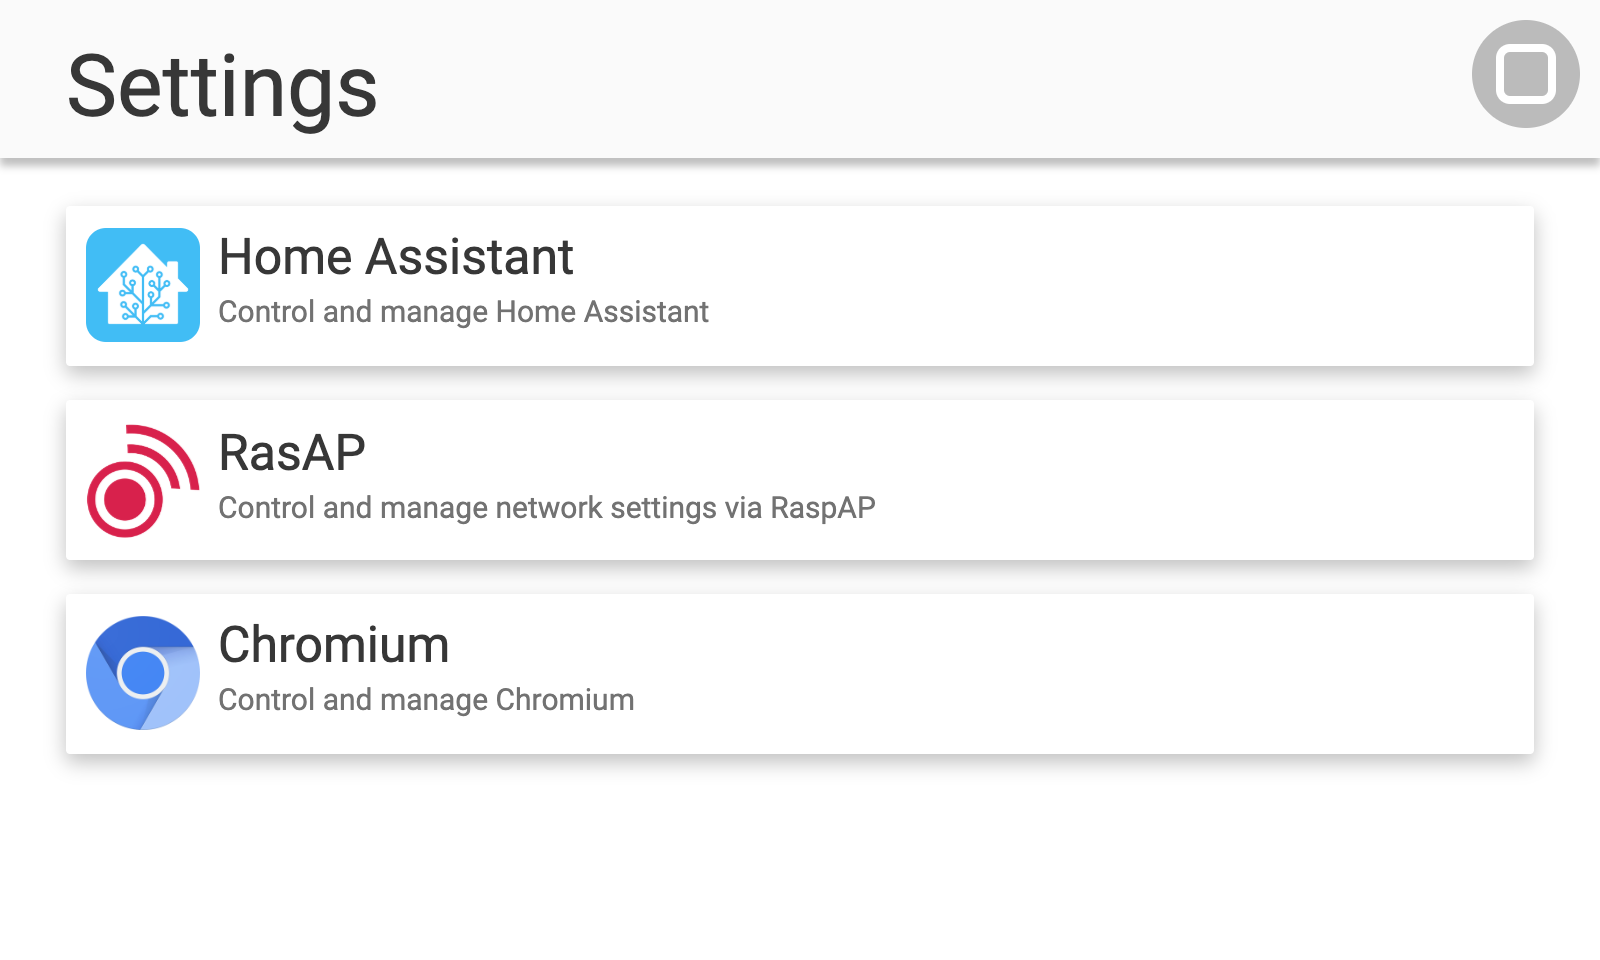 Settings
Home Assistant
Control and manage Home Assistant
RasAP
Control and manage network settings via RaspAP
Chromium
Control and manage Chromium